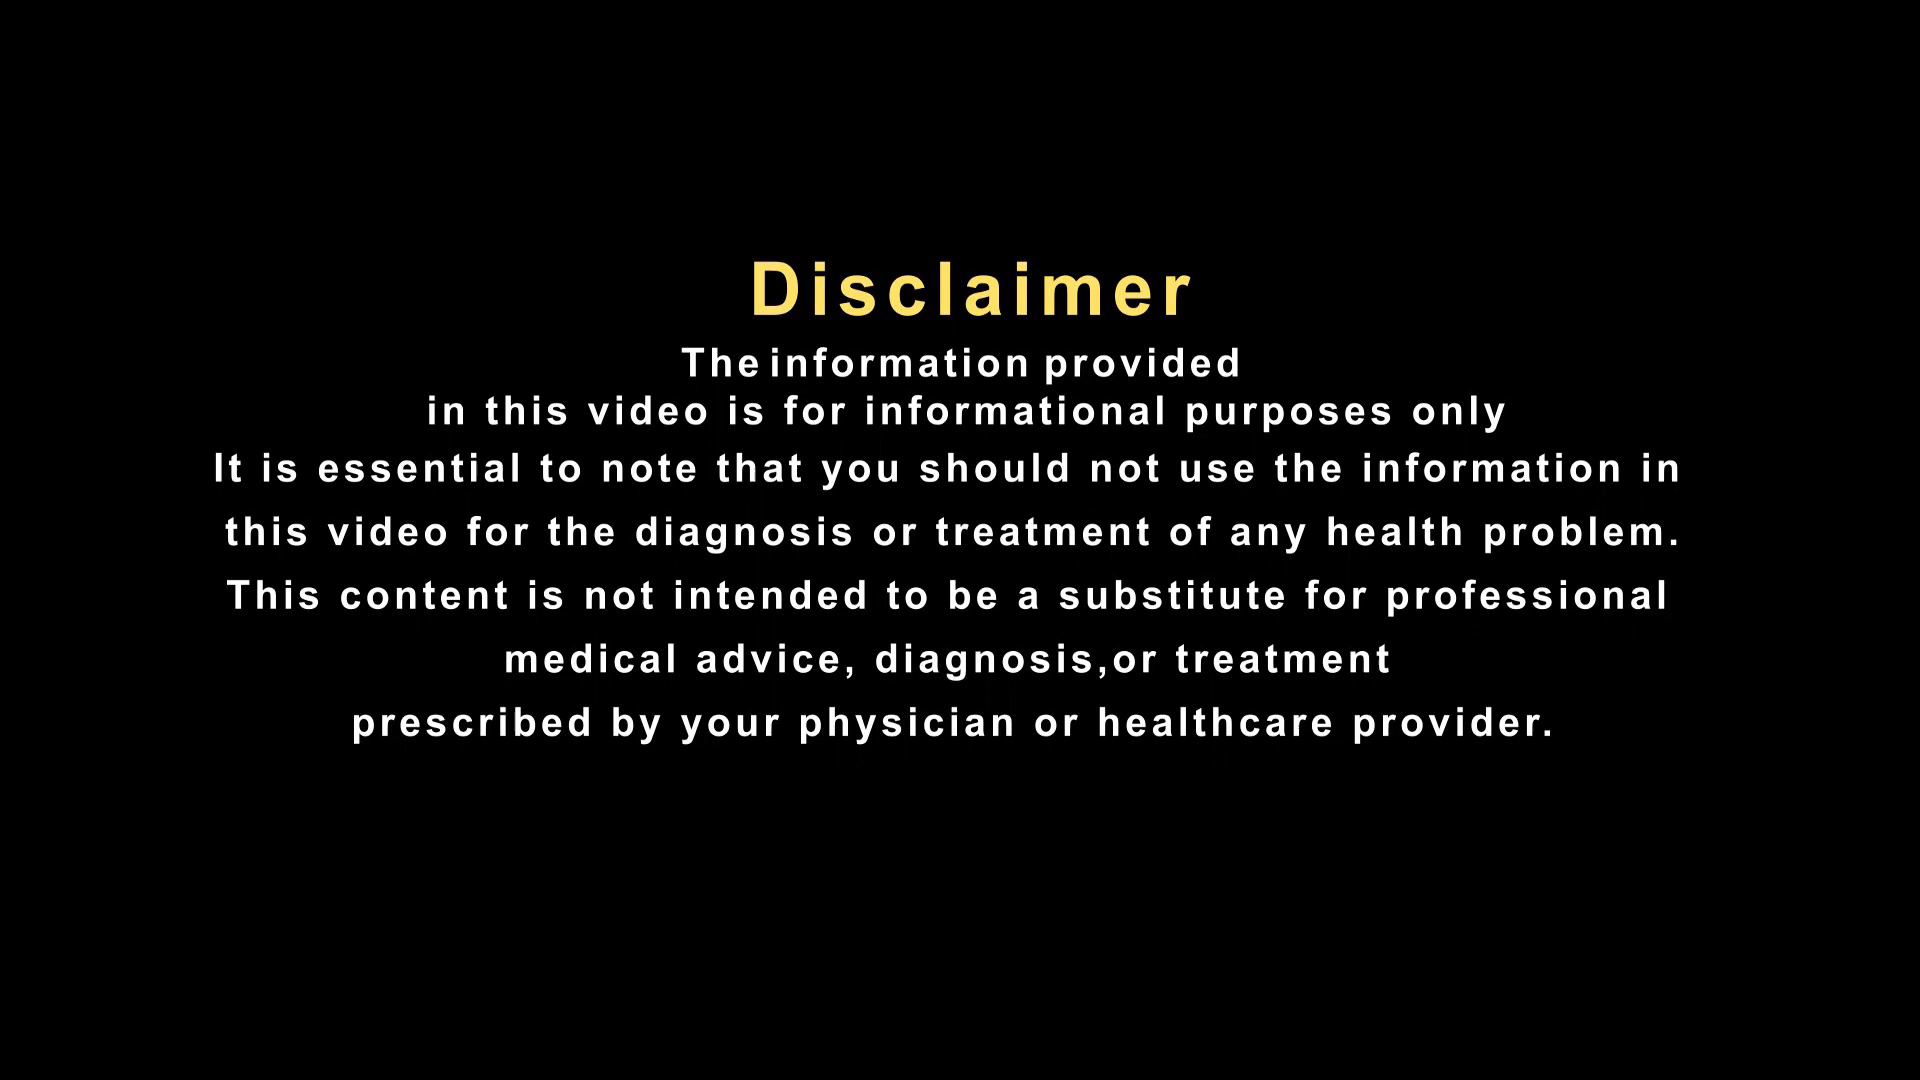 Disclaimer
The information provided
in this video is for informational purposes only
It is essential to note that you should not use the information in
this video for the diagnosis or treatment of any health problem.
This content is not intended to be a substitute for professional
medical advice, diagnosis,or treatment
prescribed by your physician or healthcare provider.